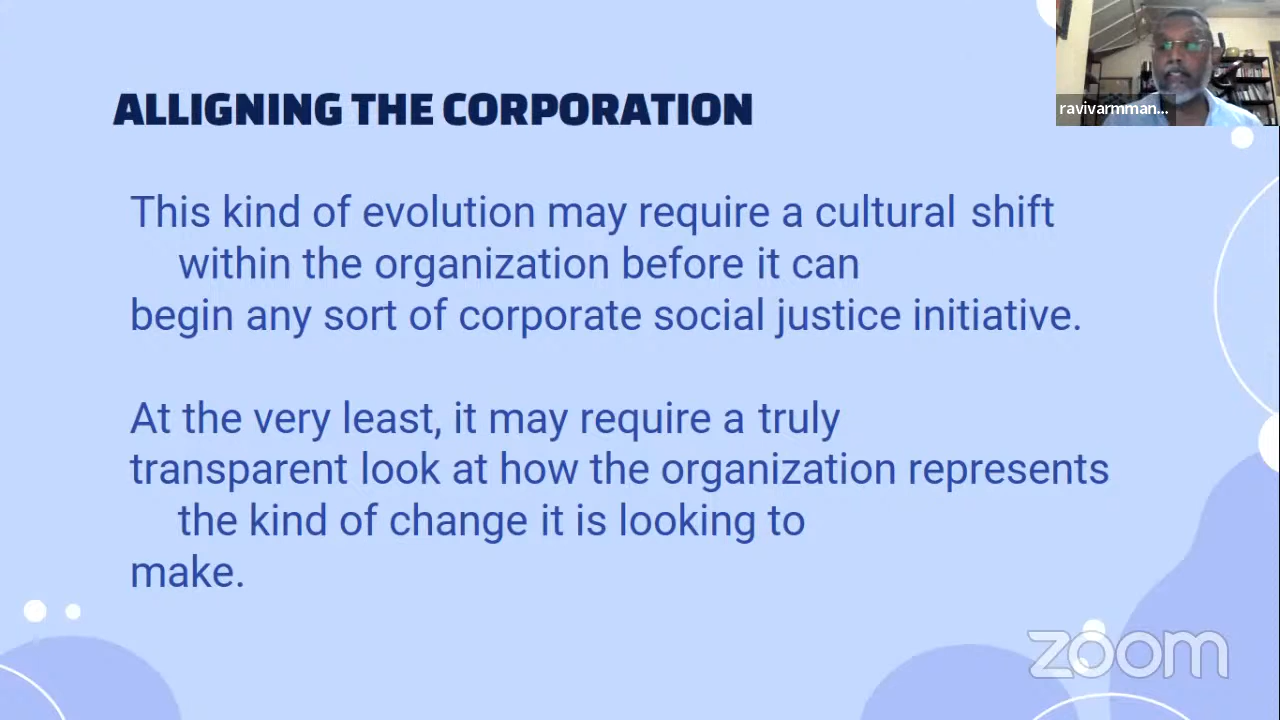 ALLIGNING THE CORPORATION
ravivarmman...
This kind of evolution may require a cultural shift
within the organization before it can
begin any sort of corporate social justice initiative.
At the very least, it may require a truly
transparent look at how the organization represents
the kind of change it is looking to
make.
zoom